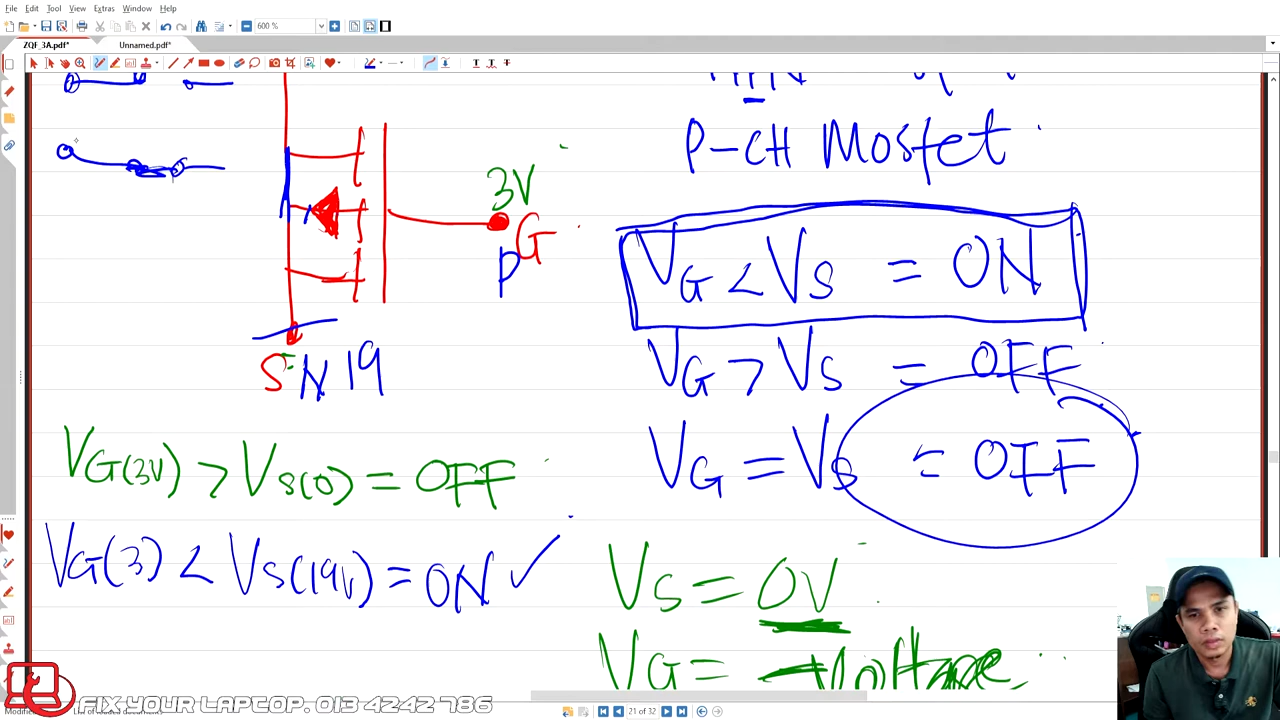 File Edit Tool View Extras Window Help
600 %
ZQF_3A.pdf* Unnamed.pdf*
P-CH Mosfet
3V
G
P
VG < VS = ON
S N 19
VG > VS = OFF
VG = VS = OFF
VG(3V) > VS(0) = OFF
VG(3) < VS(19V) = ON ✓
VS = 0V
VG =
FIX YOUR LAPTOP. 013 4242 786
21 of 32